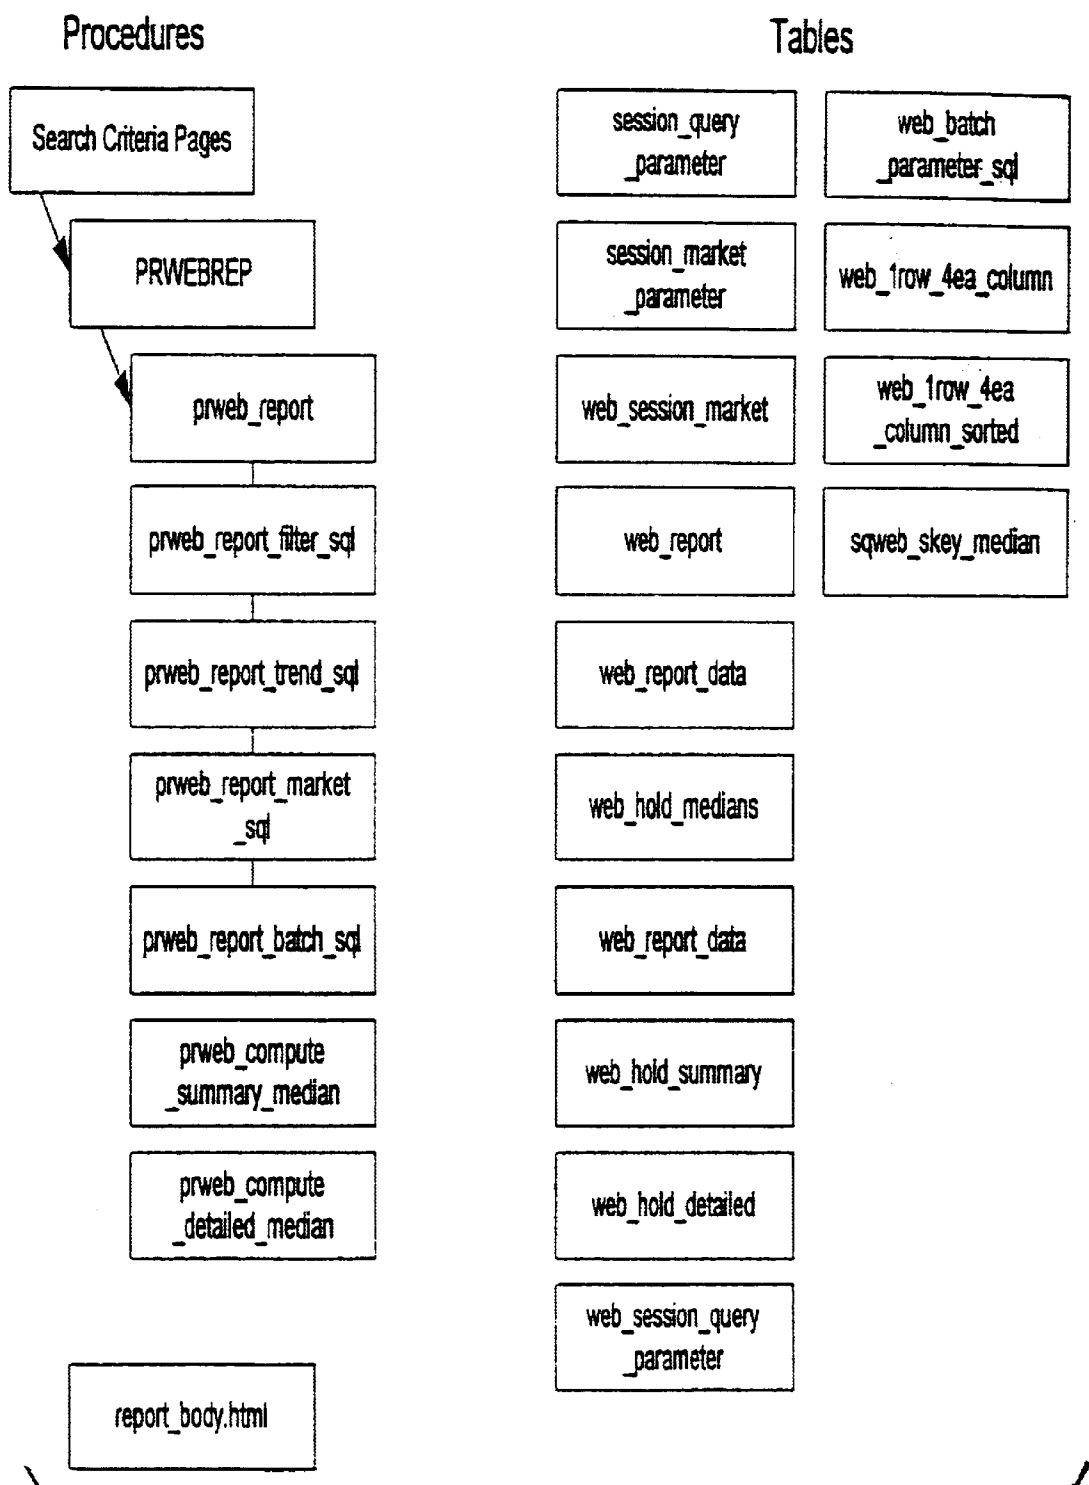 Procedures
Tables
Search Criteria Pages
PRWEBREP
prweb_report
prweb_report_filter_sql
prweb_report_trend_sql
prweb_report_market
_sql
prweb_report_batch_sql
prweb_compute
_summary_median
prweb_compute
_detailed_median
report_body.html
session_query
_parameter
session_market
_parameter
web_session_market
web_report
web_report_data
web_hold_medians
web_report_data
web_hold_summary
web_hold_detailed
web_session_query
_parameter
web_batch
_parameter_sql
web_1row_4ea_column
web_1row_4ea
_column_sorted
sqweb_skey_median